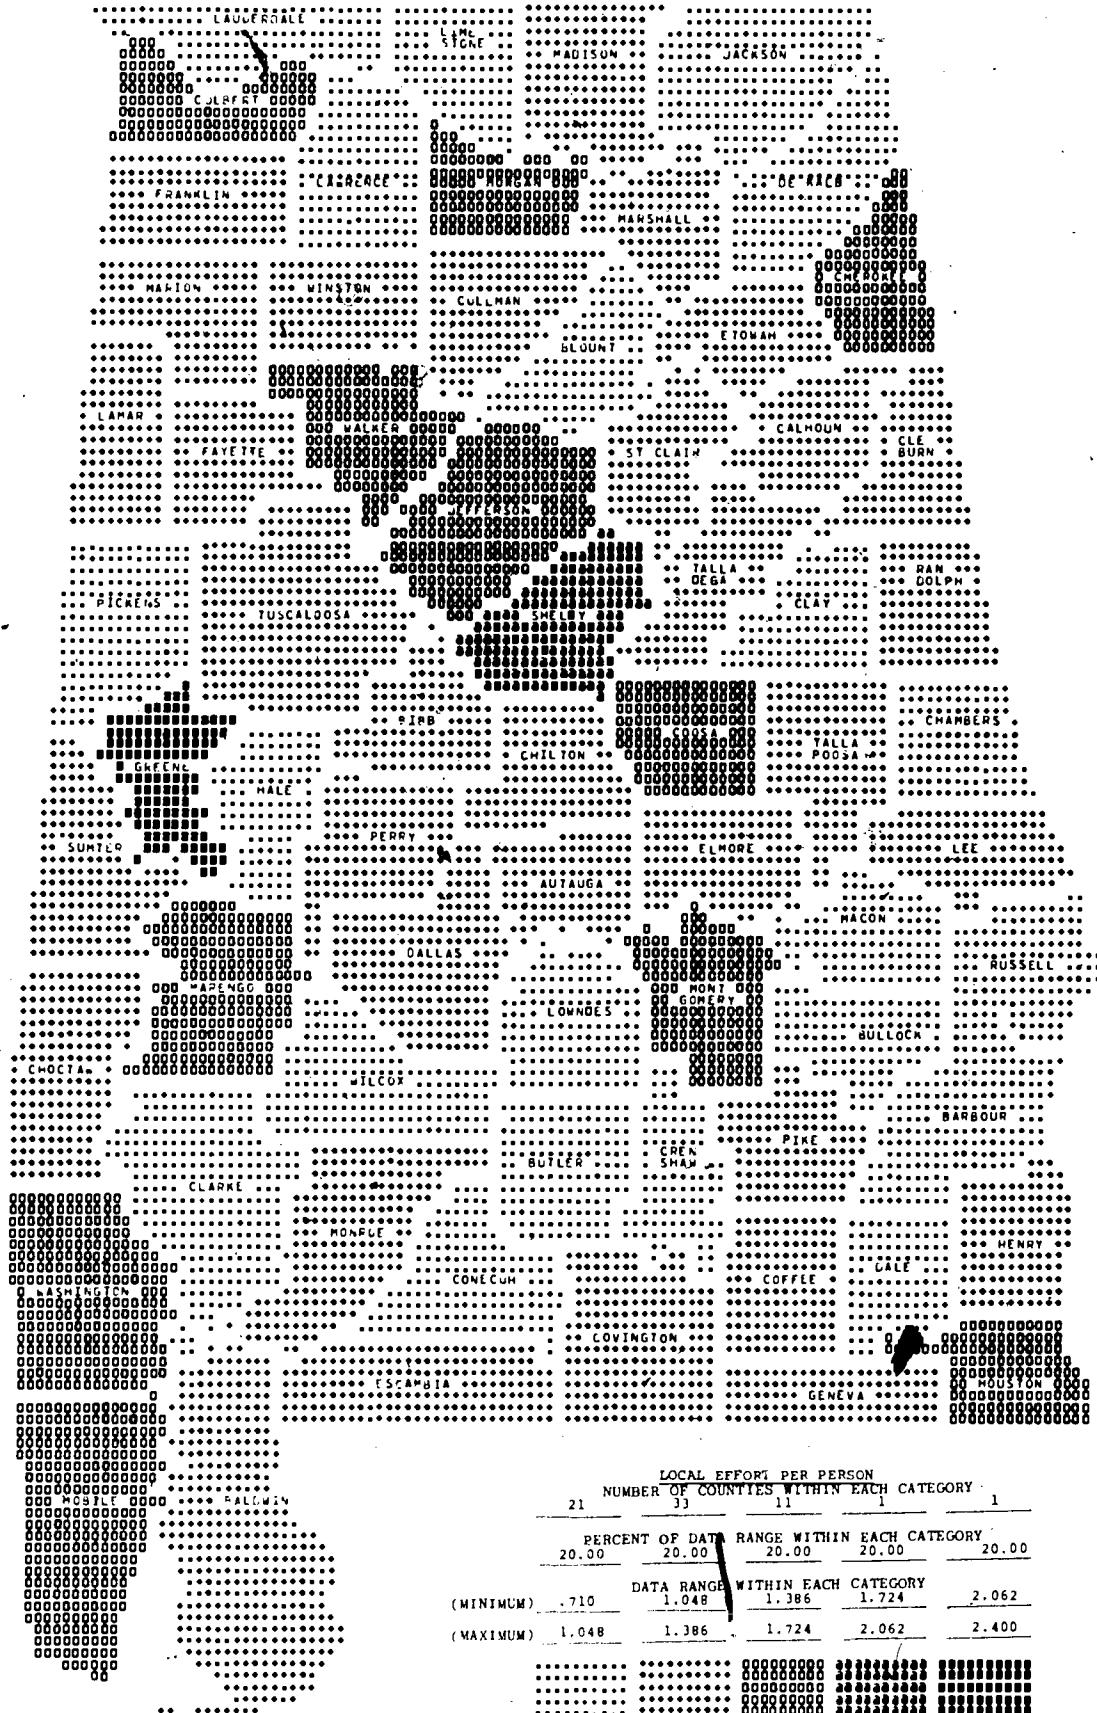 LAUDERDALE
LIME
STONE
MADISON
JACKSON
COLBERT
FRANKLIN
LAWRENCE
MORGAN
MARSHALL
DE KALB
CHEROKEE
MARION
WINSTON
CULLMAN
BLOUNT
ETOWAH
LAMAR
FAYETTE
WALKER
ST CLAIR
CALHOUN
CLE
BURN
JEFFERSON
PICKENS
TUSCALOOSA
SHELBY
TALLA
DEGA
CLAY
RAN
DOLPH
BIBB
CHILTON
COOSA
TALLA
POOSA
CHAMBERS
GREENE
HALE
SUMTER
PERRY
AUTAUGA
ELMORE
LEE
MACON
RUSSELL
DALLAS
MARENGO
LOWNDES
MONT
GOMERY
BULLOCK
CHOCTAW
WILCOX
BARBOUR
PIKE
CREN
SHAW
BUTLER
CLARKE
MONROE
CONECUH
COFFEE
DALE
HENRY
WASHINGTON
COVINGTON
ESCAMBIA
GENEVA
HOUSTON
MOBILE
BALDWIN
LOCAL EFFORT PER PERSON
NUMBER OF COUNTIES WITHIN EACH CATEGORY
21 33 11 1 1
PERCENT OF DATA RANGE WITHIN EACH CATEGORY
20.00 20.00 20.00 20.00 20.00
DATA RANGE WITHIN EACH CATEGORY
(MINIMUM) .710 1.048 1.386 1.724 2.062
(MAXIMUM) 1.048 1.386 1.724 2.062 2.400